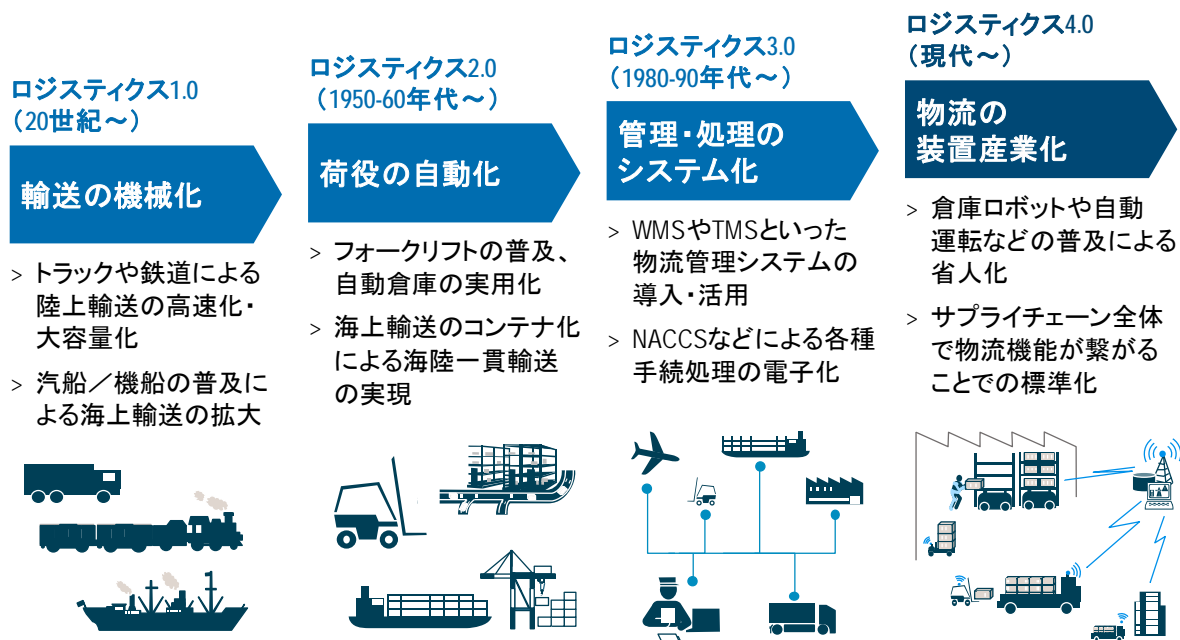 ロジスティクス1.0
（20世紀～）
輸送の機械化
> トラックや鉄道による
陸上輸送の高速化・
大容量化
> 汽船／機船の普及に
よる海上輸送の拡大
ロジスティクス2.0
（1950-60年代～）
荷役の自動化
> フォークリフトの普及、
自動倉庫の実用化
> 海上輸送のコンテナ化
による海陸一貫輸送
の実現
ロジスティクス3.0
（1980-90年代～）
管理・処理の
システム化
> WMSやTMSといった
物流管理システムの
導入・活用
> NACCSなどによる各種
手続処理の電子化
ロジスティクス4.0
（現代～）
物流の
装置産業化
> 倉庫ロボットや自動
運転などの普及による
省人化
> サプライチェーン全体
で物流機能が繋がる
ことでの標準化